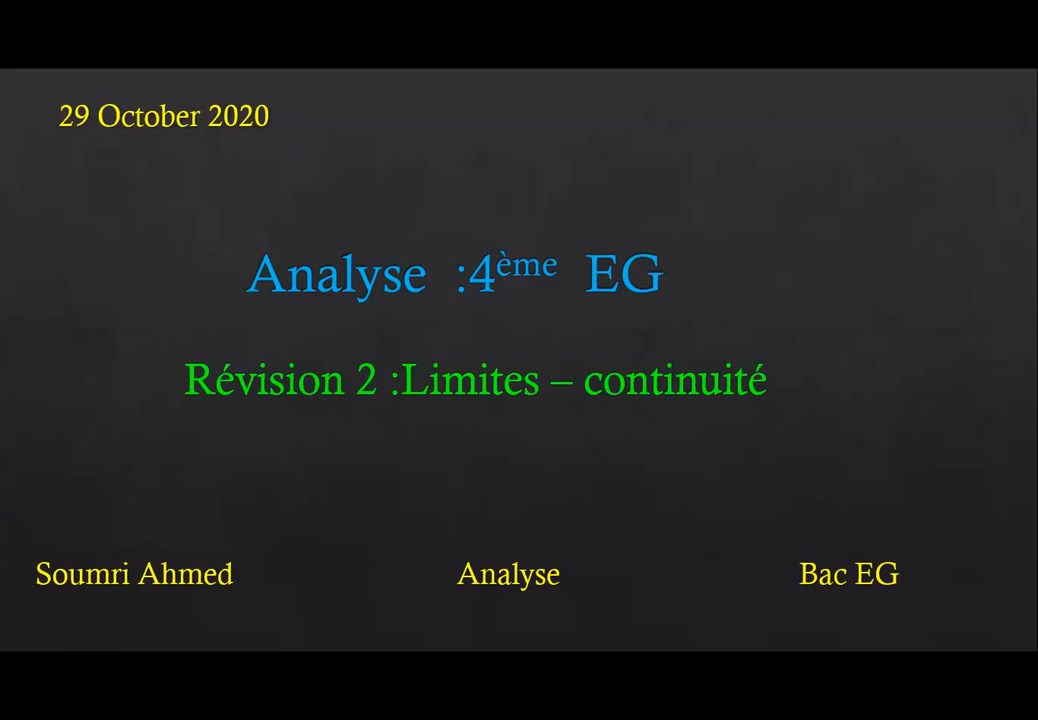 29 October 2020
Analyse :4ème EG
Révision 2 :Limites – continuité
Soumri Ahmed Analyse Bac EG